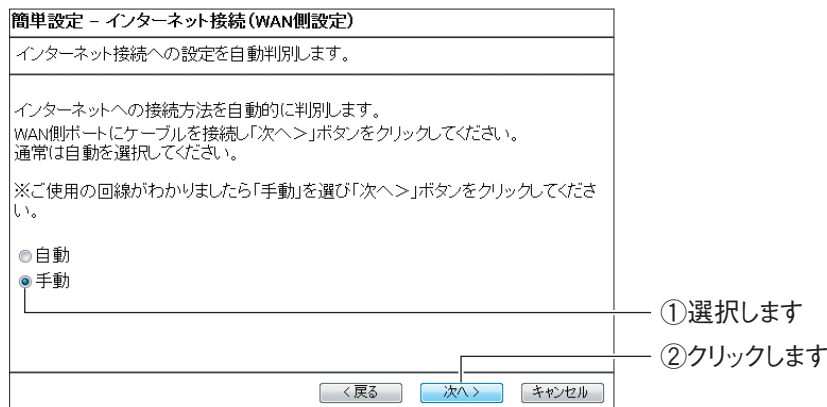 簡単設定 – インターネット接続(WAN側設定)
インターネット接続への設定を自動判別します。
インターネットへの接続方法を自動的に判別します。
WAN側ポートにケーブルを接続し「次へ＞」ボタンをクリックしてください。
通常は自動を選択してください。
※ご使用の回線がわかりましたら「手動」を選び「次へ＞」ボタンをクリックしてくださ
い。
自動
手動
①選択します
②クリックします
＜戻る 次へ＞ キャンセル